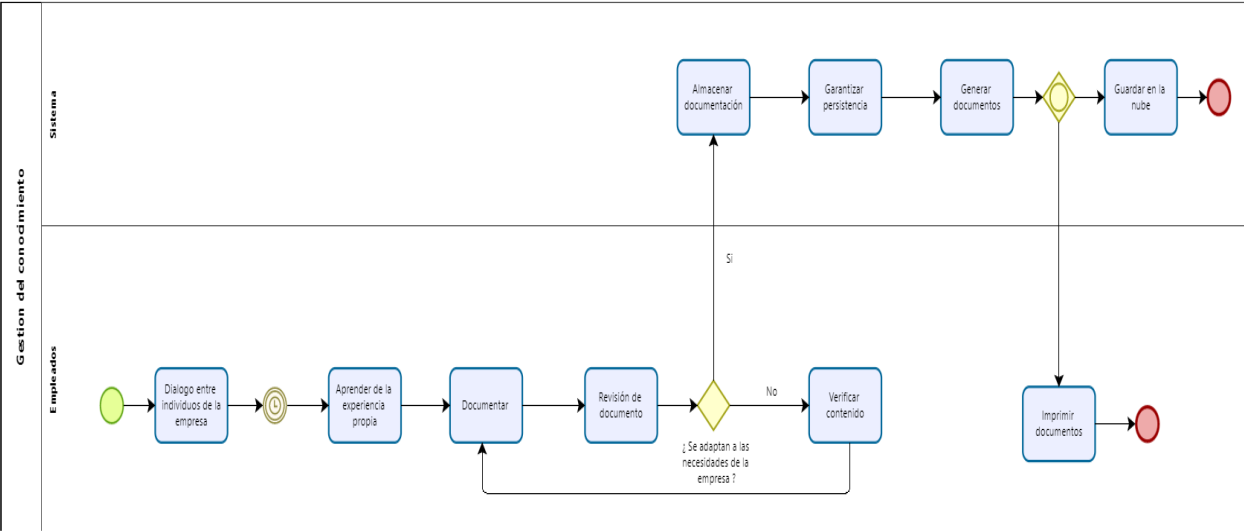 Gestion del conocimiento
Sistema
Almacenar
documentación
Garantizar
persistencia
Generar
documentos
Guardar en la
nube
Si
Empleados
Dialogo entre
individuos de la
empresa
Aprender de la
experiencia
propia
Documentar
Revisión de
documento
¿ Se adaptan a las
necesidades de la
empresa ?
No
Verificar
contenido
Imprimir
documentos